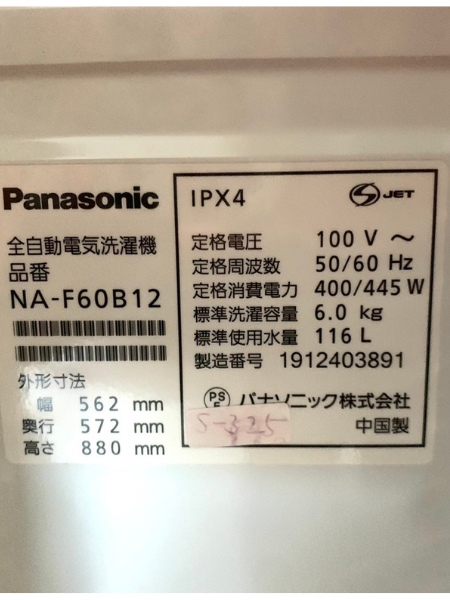 Panasonic
全自動電気洗濯機
品番
NA-F60B12
外形寸法
幅 562 mm
奥行 572 mm
高さ 880 mm
IPX4
S JET
定格電圧 100 V ～
定格周波数 50/60 Hz
定格消費電力 400/445 W
標準洗濯容量 6.0 kg
標準使用水量 116 L
製造番号 1912403891
PS E パナソニック株式会社
S-325
中国製